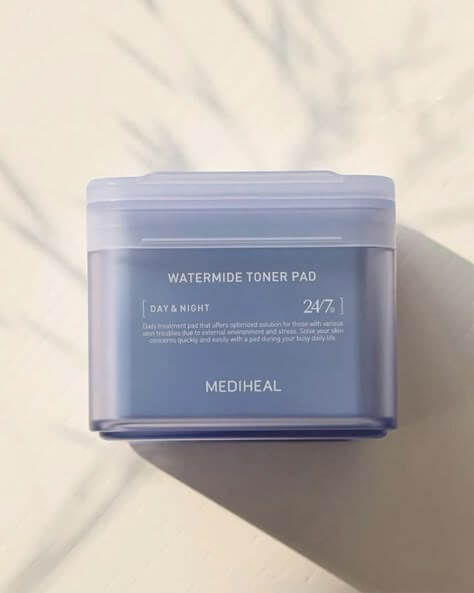 WATERMIDE TONER PAD
[ DAY & NIGHT 24/7 ]
Daily treatment pad that offers optimized solution for those with various
skin troubles due to external environment and stress. Solve your skin
concerns quickly and easily with a pad during your busy daily life.
MEDIHEAL